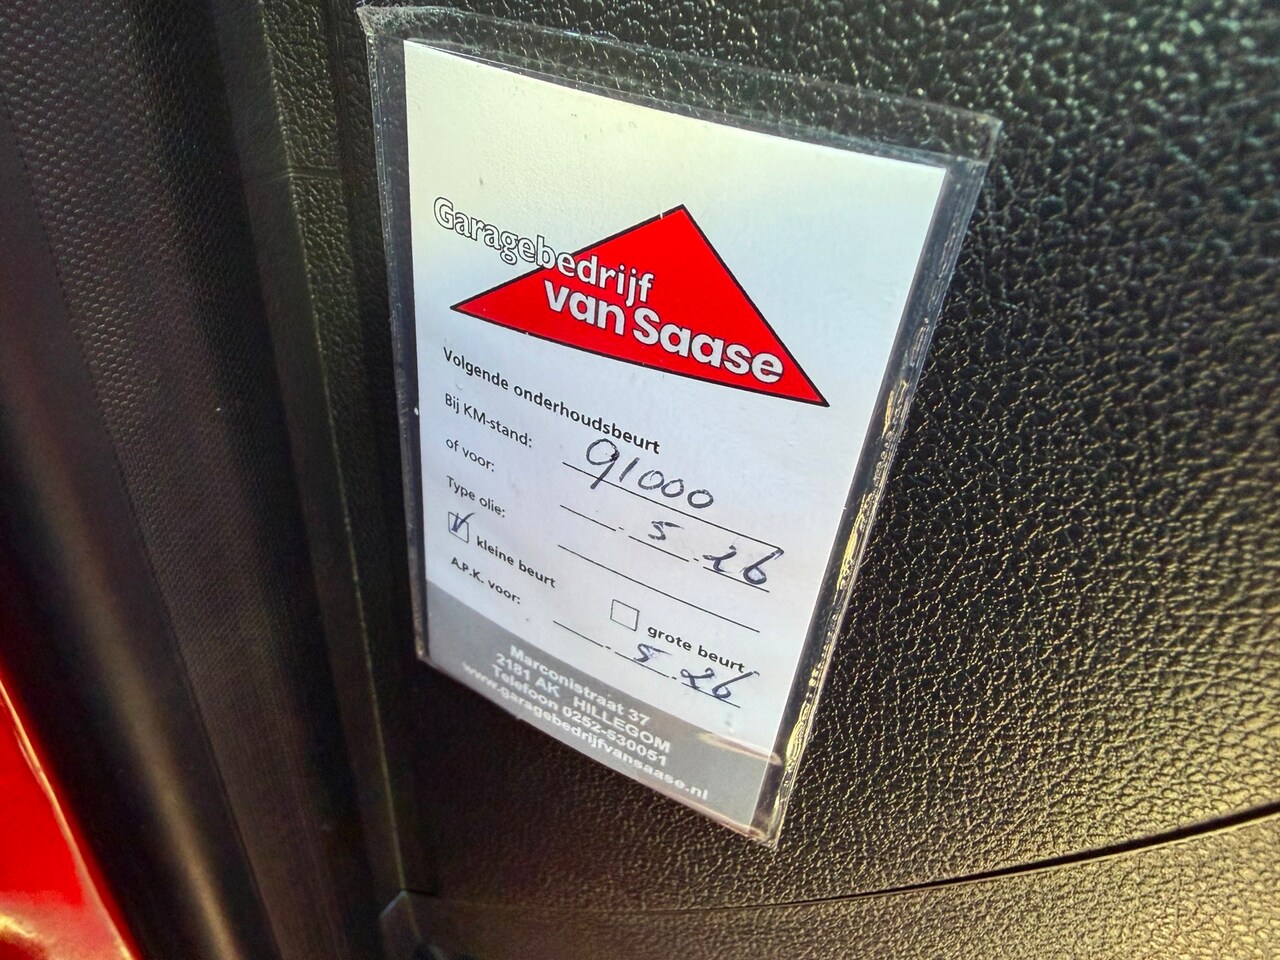 Garagebedrijf
van Saase
Volgende onderhoudsbeurt
Bij KM-stand: 91000
of voor: 5 26
Type olie:
kleine beurt grote beurt
A.P.K. voor: 5 26
Marconistraat 37
2181 AK HILLEGOM
Telefoon 0252-530051
www.garagebedrijfvansaase.nl